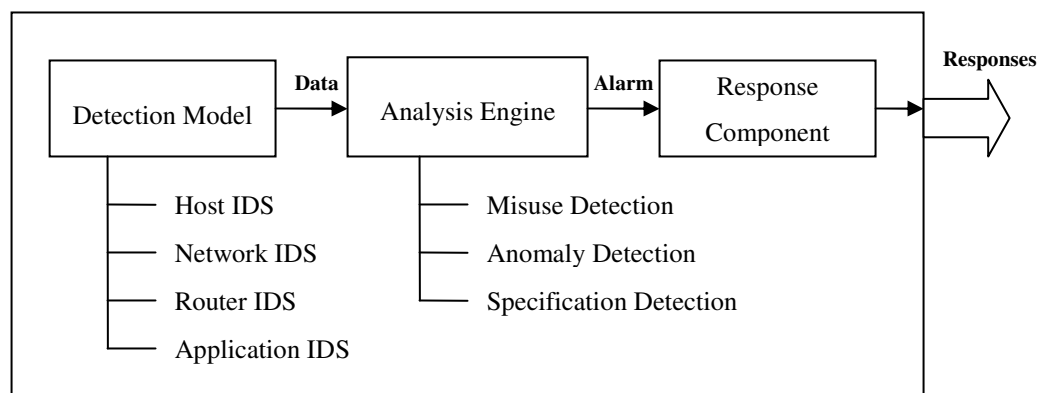 Responses
Data
Alarm
Detection Model
Analysis Engine
Response
Component
Host IDS
Network IDS
Router IDS
Application IDS
Misuse Detection
Anomaly Detection
Specification Detection